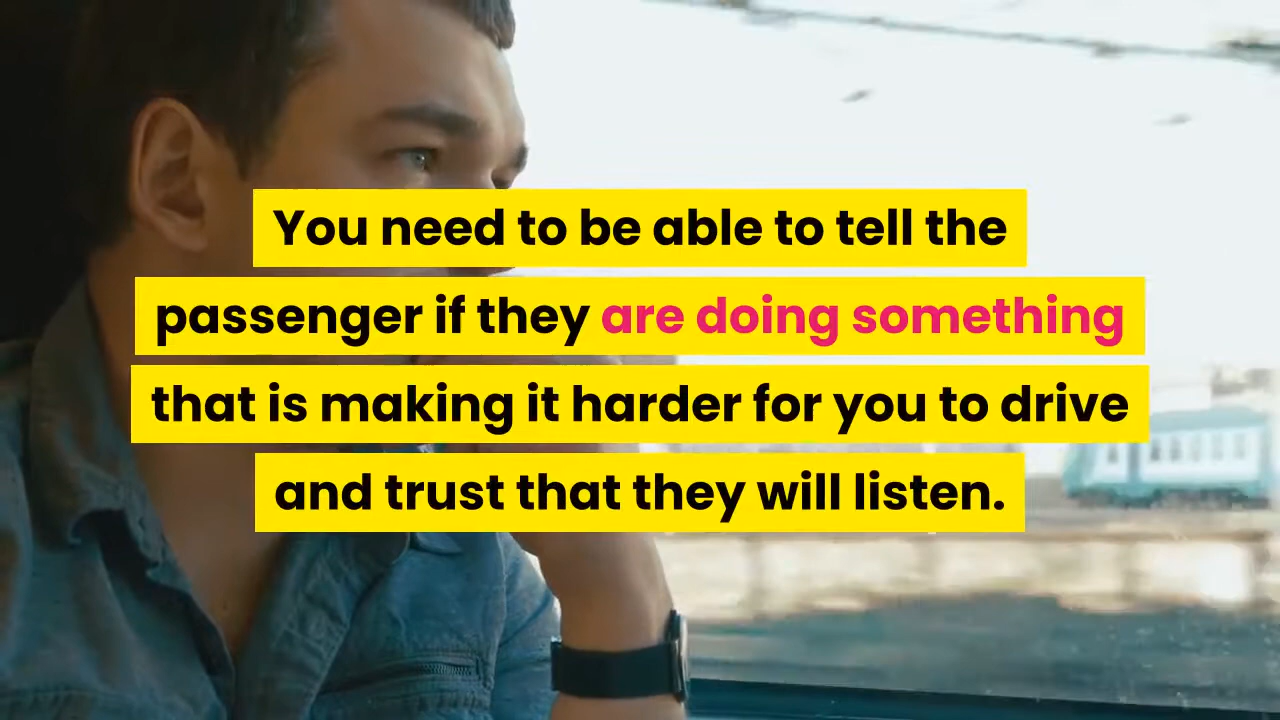 You need to be able to tell the
passenger if they are doing something
that is making it harder for you to drive
and trust that they will listen.